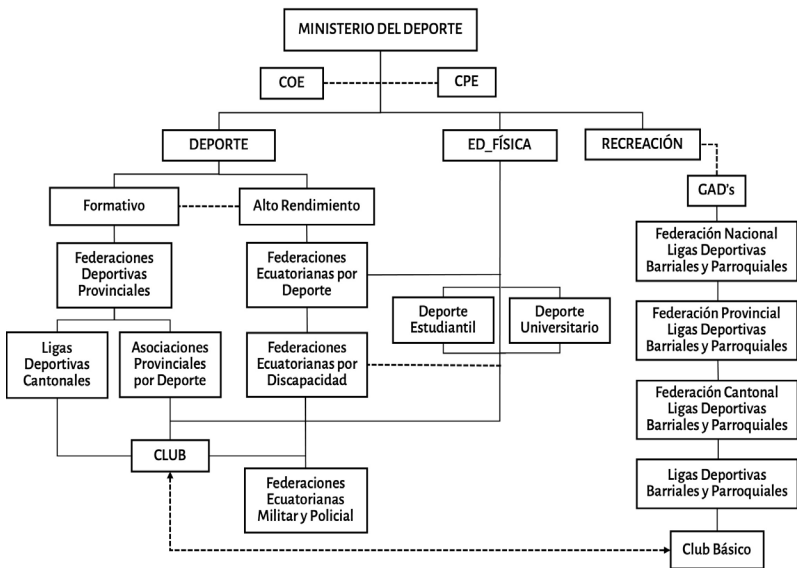 MINISTERIO DEL DEPORTE
COE
CPE
DEPORTE
ED_FÍSICA
RECREACIÓN
GAD's
Formativo
Alto Rendimiento
Federaciones
Deportivas
Provinciales
Federaciones
Ecuatorianas por
Deporte
Federación Nacional
Ligas Deportivas
Barriales y Parroquiales
Deporte
Estudiantil
Deporte
Universitario
Federación Provincial
Ligas Deportivas
Barriales y Parroquiales
Ligas
Deportivas
Cantonales
Asociaciones
Provinciales
por Deporte
Federaciones
Ecuatorianas por
Discapacidad
Federación Cantonal
Ligas Deportivas
Barriales y Parroquiales
CLUB
Federaciones
Ecuatorianas
Militar y Policial
Ligas Deportivas
Barriales y Parroquiales
Club Básico